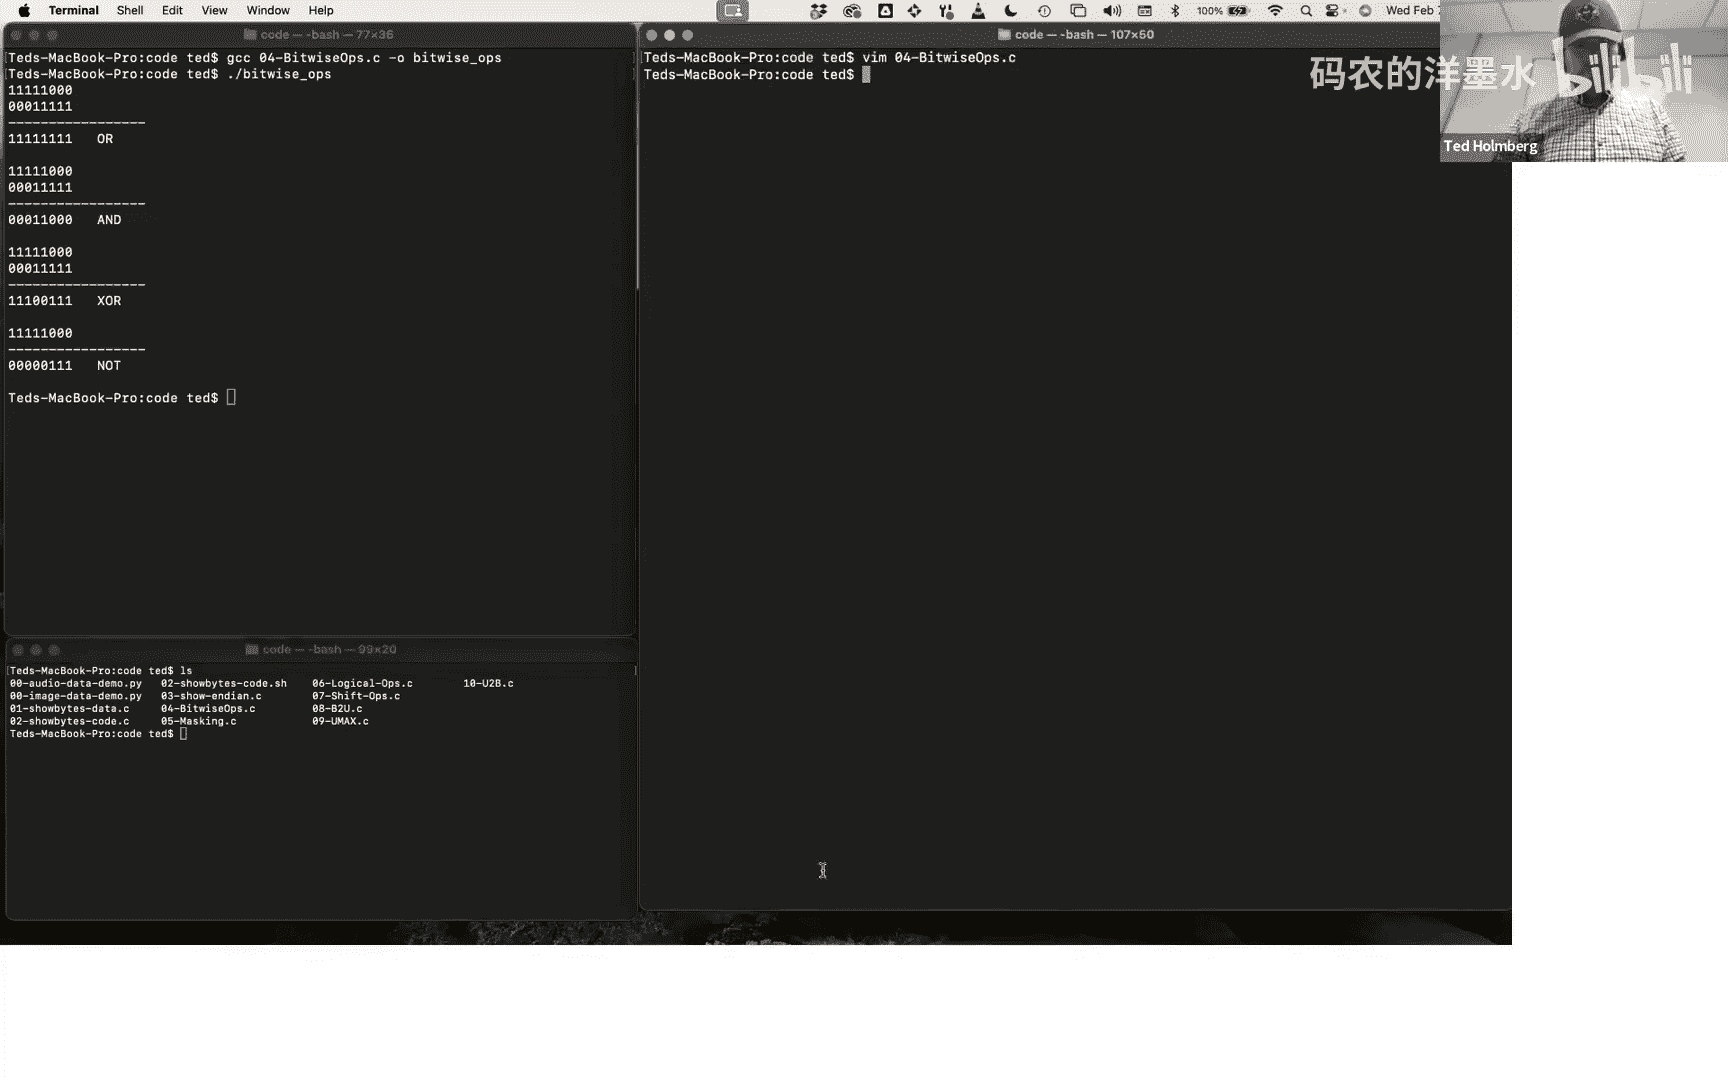 Terminal Shell Edit View Window Help
100% Wed Feb
code — -bash — 77×36
Teds-MacBook-Pro:code ted$ gcc 04-BitwiseOps.c -o bitwise_ops
Teds-MacBook-Pro:code ted$ ./bitwise_ops
11111000
00011111
-----------------
11111111 OR
11111000
00011111
-----------------
00011000 AND
11111000
00011111
-----------------
11100111 XOR
11111000
-----------------
00000111 NOT
Teds-MacBook-Pro:code ted$
code — -bash — 99×20
Teds-MacBook-Pro:code ted$ ls
00-audio-data-demo.py 02-showbytes-code.sh 06-Logical-Ops.c 10-U2B.c
00-image-data-demo.py 03-show-endian.c 07-Shift-Ops.c
01-showbytes-data.c 04-BitwiseOps.c 08-B2U.c
02-showbytes-code.c 05-Masking.c 09-UMAX.c
Teds-MacBook-Pro:code ted$
code — -bash — 107×50
Teds-MacBook-Pro:code ted$ vim 04-BitwiseOps.c
Teds-MacBook-Pro:code ted$
码农的洋墨水 bilibili
Ted Holmberg